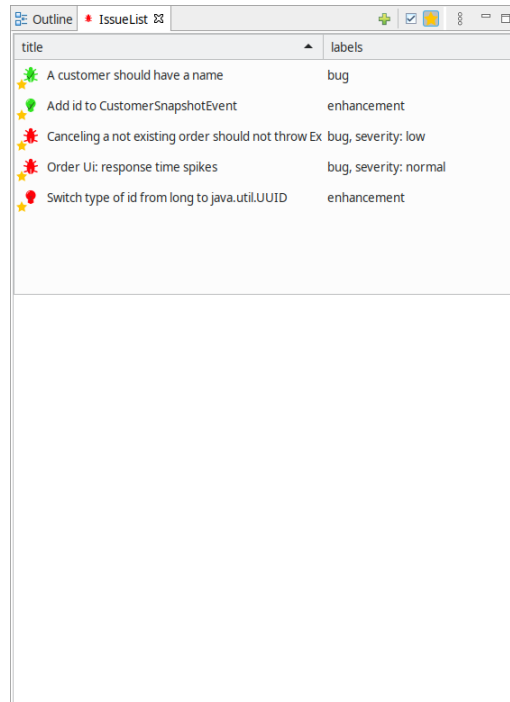 Outline IssueList
title labels
A customer should have a name bug
Add id to CustomerSnapshotEvent enhancement
Canceling a not existing order should not throw Ex bug, severity: low
Order Ui: response time spikes bug, severity: normal
Switch type of id from long to java.util.UUID enhancement